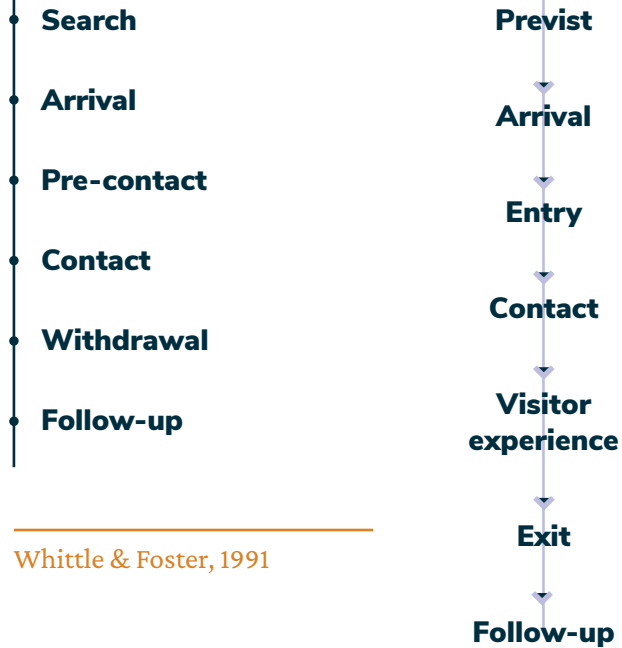 Search
Arrival
Pre-contact
Contact
Withdrawal
Follow-up
Whittle & Foster, 1991
Previst
Arrival
Entry
Contact
Visitor
experience
Exit
Follow-up